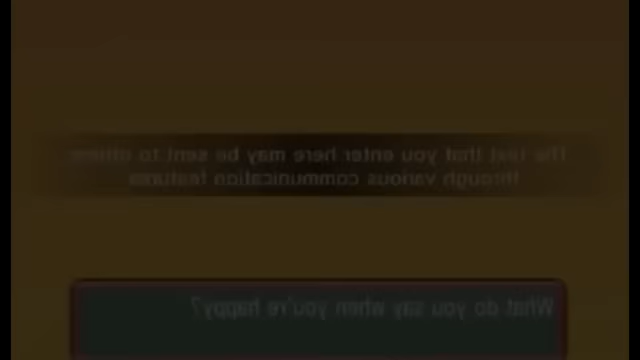 The text that you enter here may be sent to others
through various communication features
What do you say when you're happy?